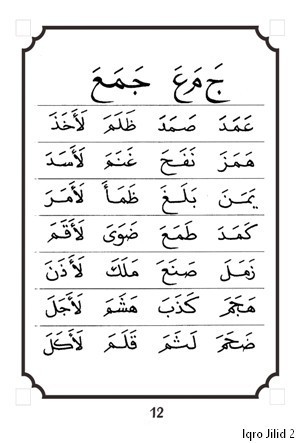 جَ مَ عَ جَمَعَ
عَمَدَ صَمَدَ ظَلَمَ لَأَخَذَ
هَمَزَ نَفَحَ غَنَمَ لَأَسَدَ
يَمَنَ بَلَغَ ظَمَأَ لَأَمَرَ
كَمَدَ طَمَعَ ضَوَىَ لَأَقَمَ
زَمَلَ صَنَعَ مَلَكَ لَأَذَنَ
هَجَمَ كَذَبَ هَشَمَ لَأَجَلَ
ضَخَمَ لَثَمَ قَلَمَ لَأَكَلَ
12
Iqro Jilid 2